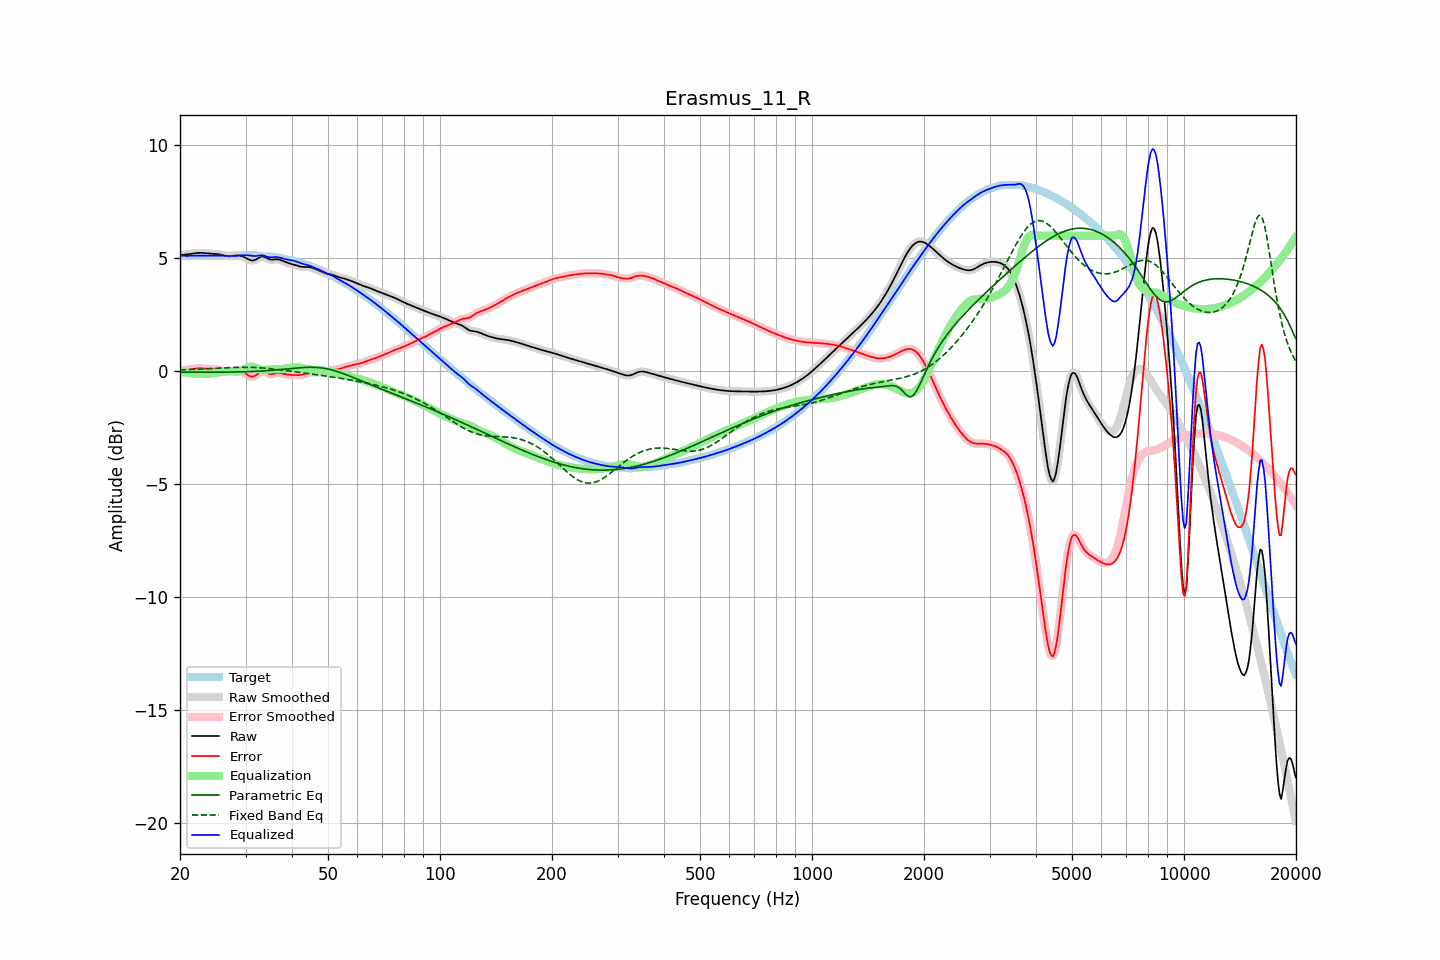 Erasmus_11_R
Amplitude (dBr)
10
5
0
−5
−10
−15
−20
Target
Raw Smoothed
Error Smoothed
Raw
Error
Equalization
Parametric Eq
Fixed Band Eq
Equalized
20 50 100 200 500 1000 2000 5000 10000 20000
Frequency (Hz)